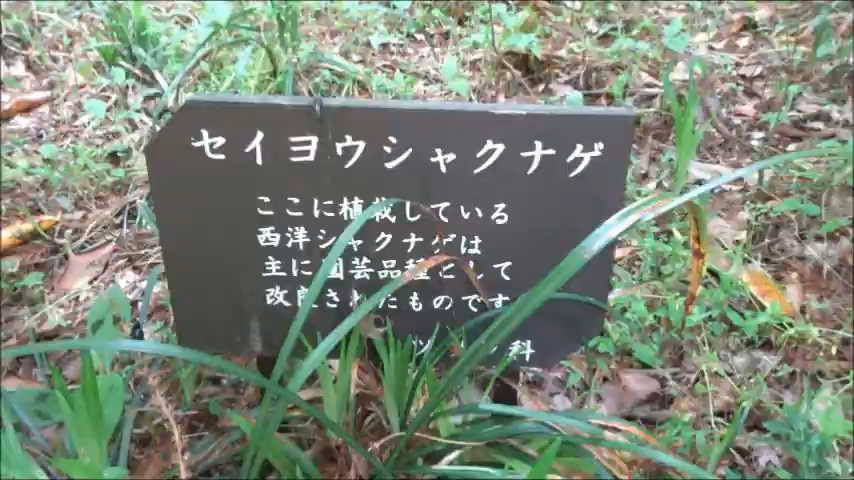 セイヨウシャクナゲ
ここに植栽している
西洋シャクナゲは
主に園芸品種として
改良されたものです
科